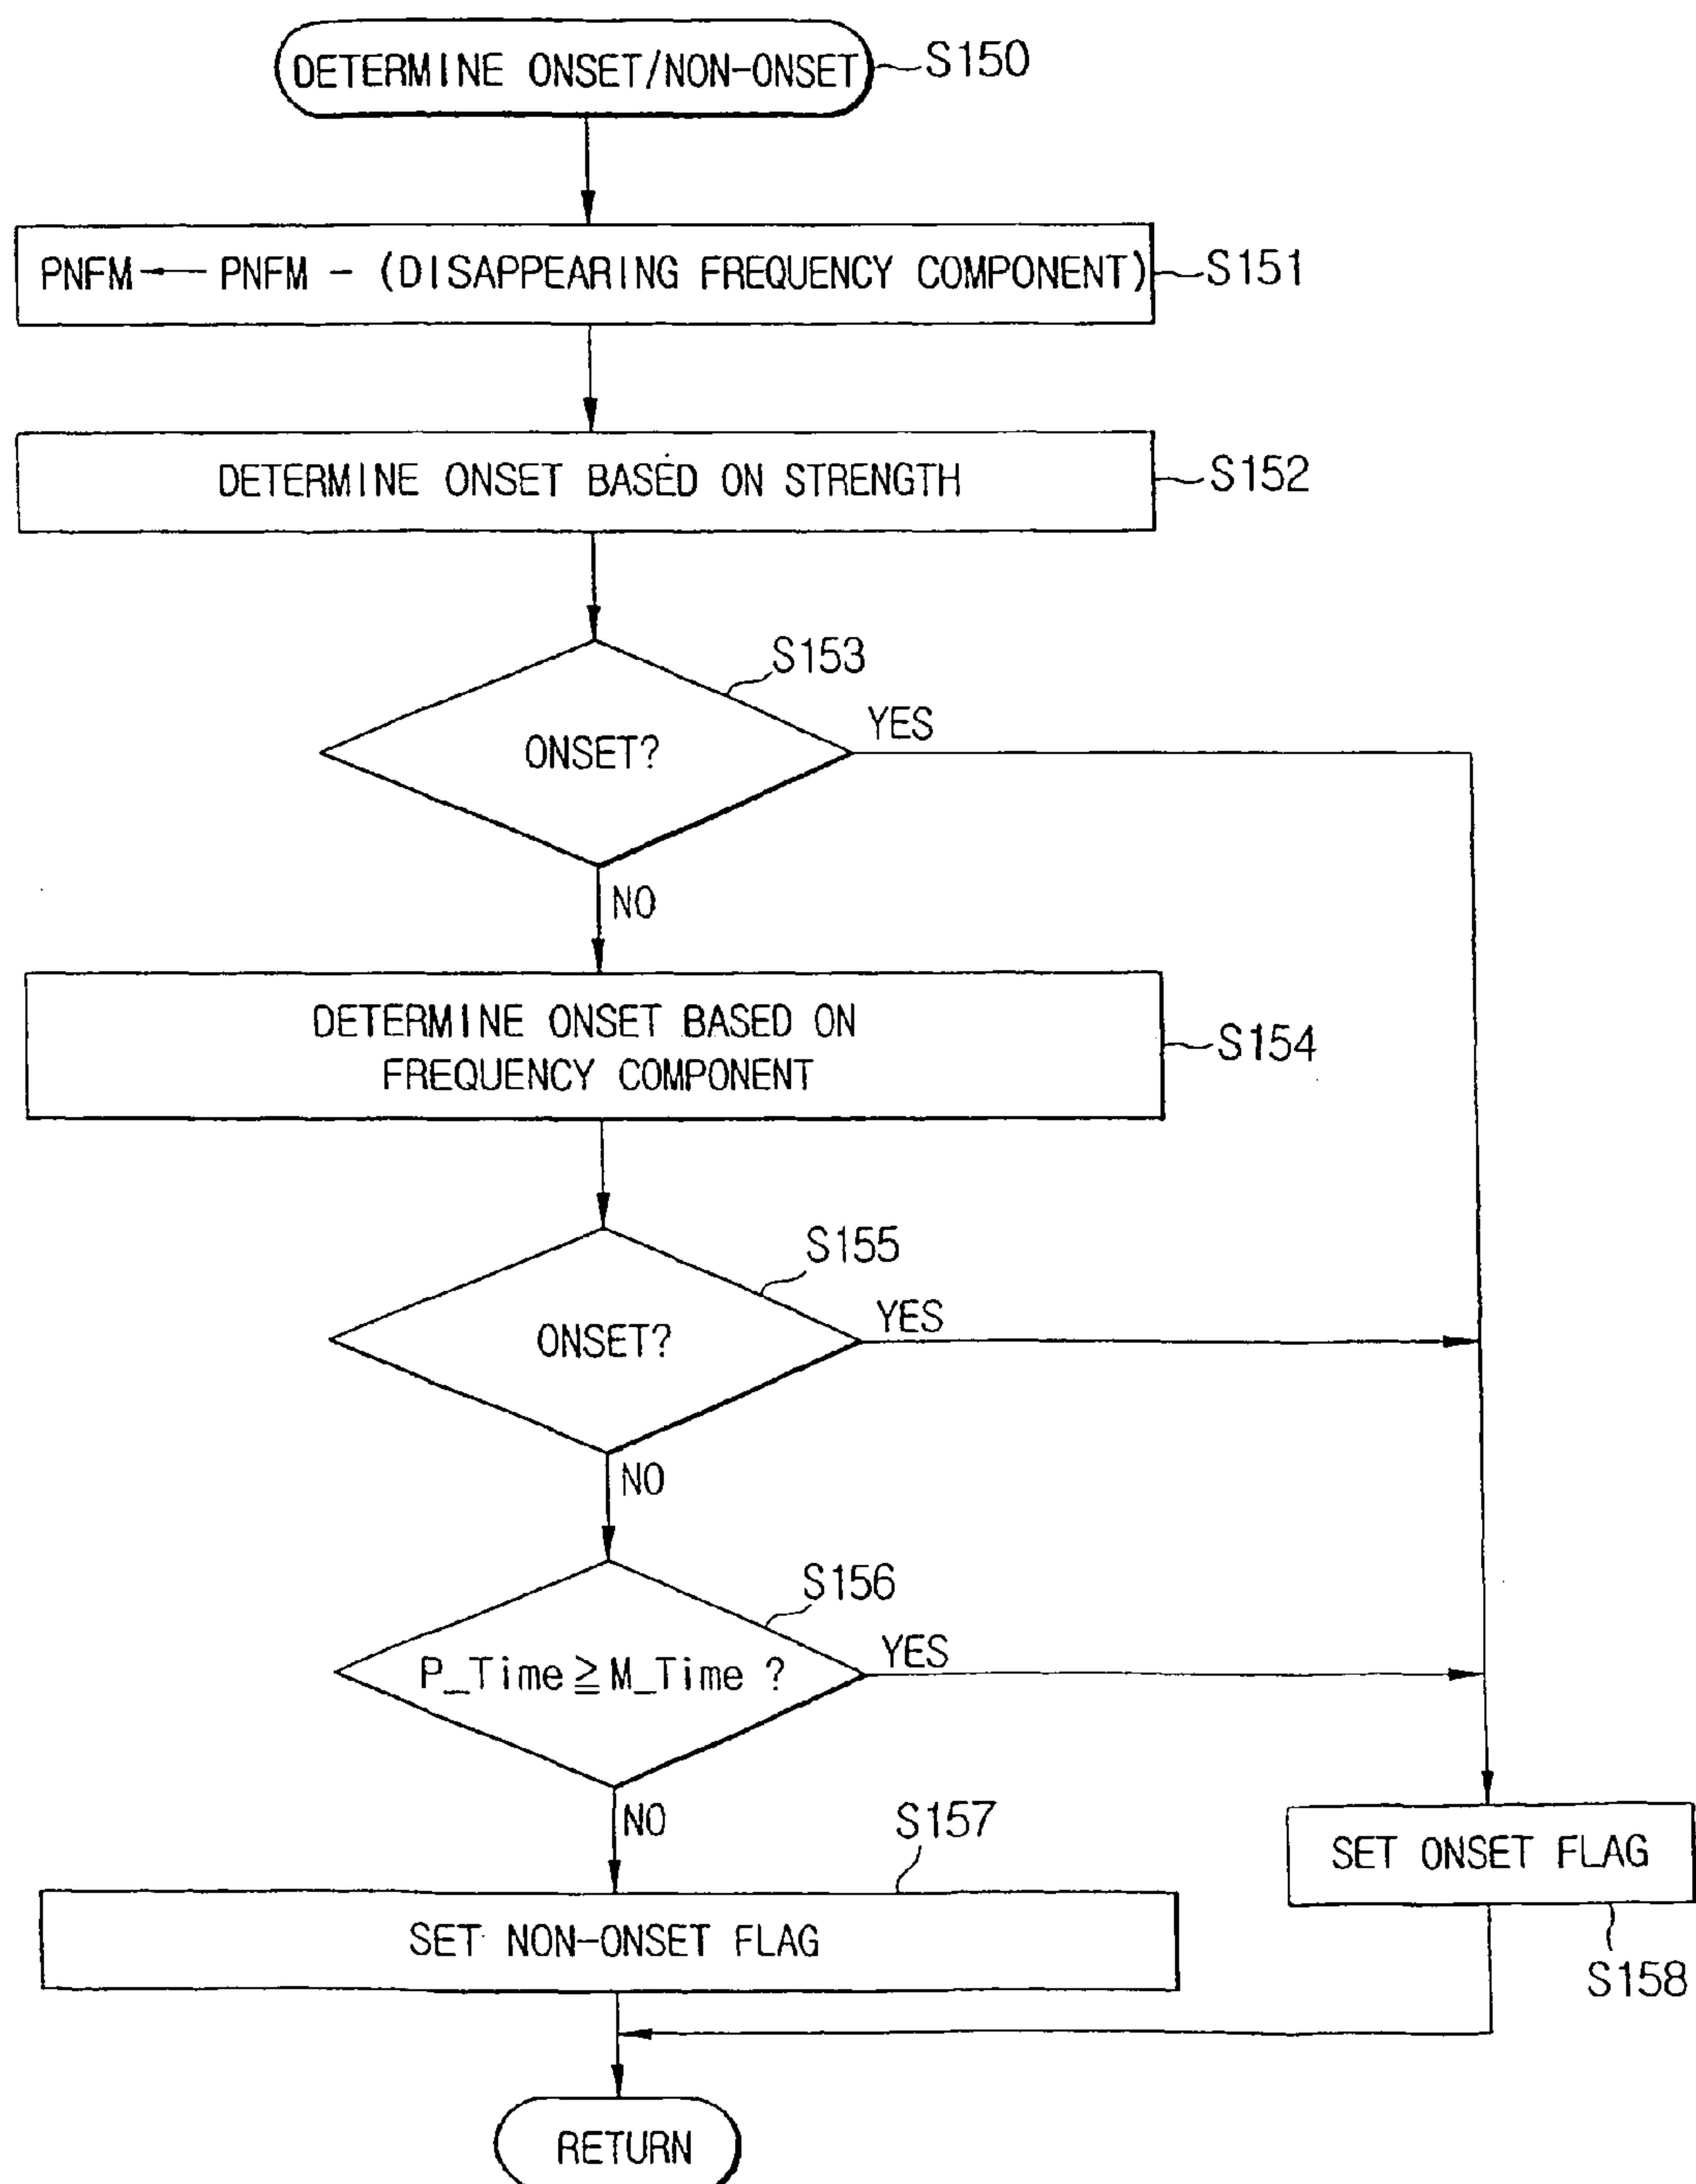 DETERMINE ONSET/NON-ONSET
S150
PNFM ← PNFM - (DISAPPEARING FREQUENCY COMPONENT)
S151
DETERMINE ONSET BASED ON STRENGTH
S152
S153
ONSET?
YES
NO
DETERMINE ONSET BASED ON
FREQUENCY COMPONENT
S154
S155
ONSET?
YES
NO
S156
P_Time ≧ M_Time ?
YES
NO
S157
SET NON-ONSET FLAG
SET ONSET FLAG
S158
RETURN